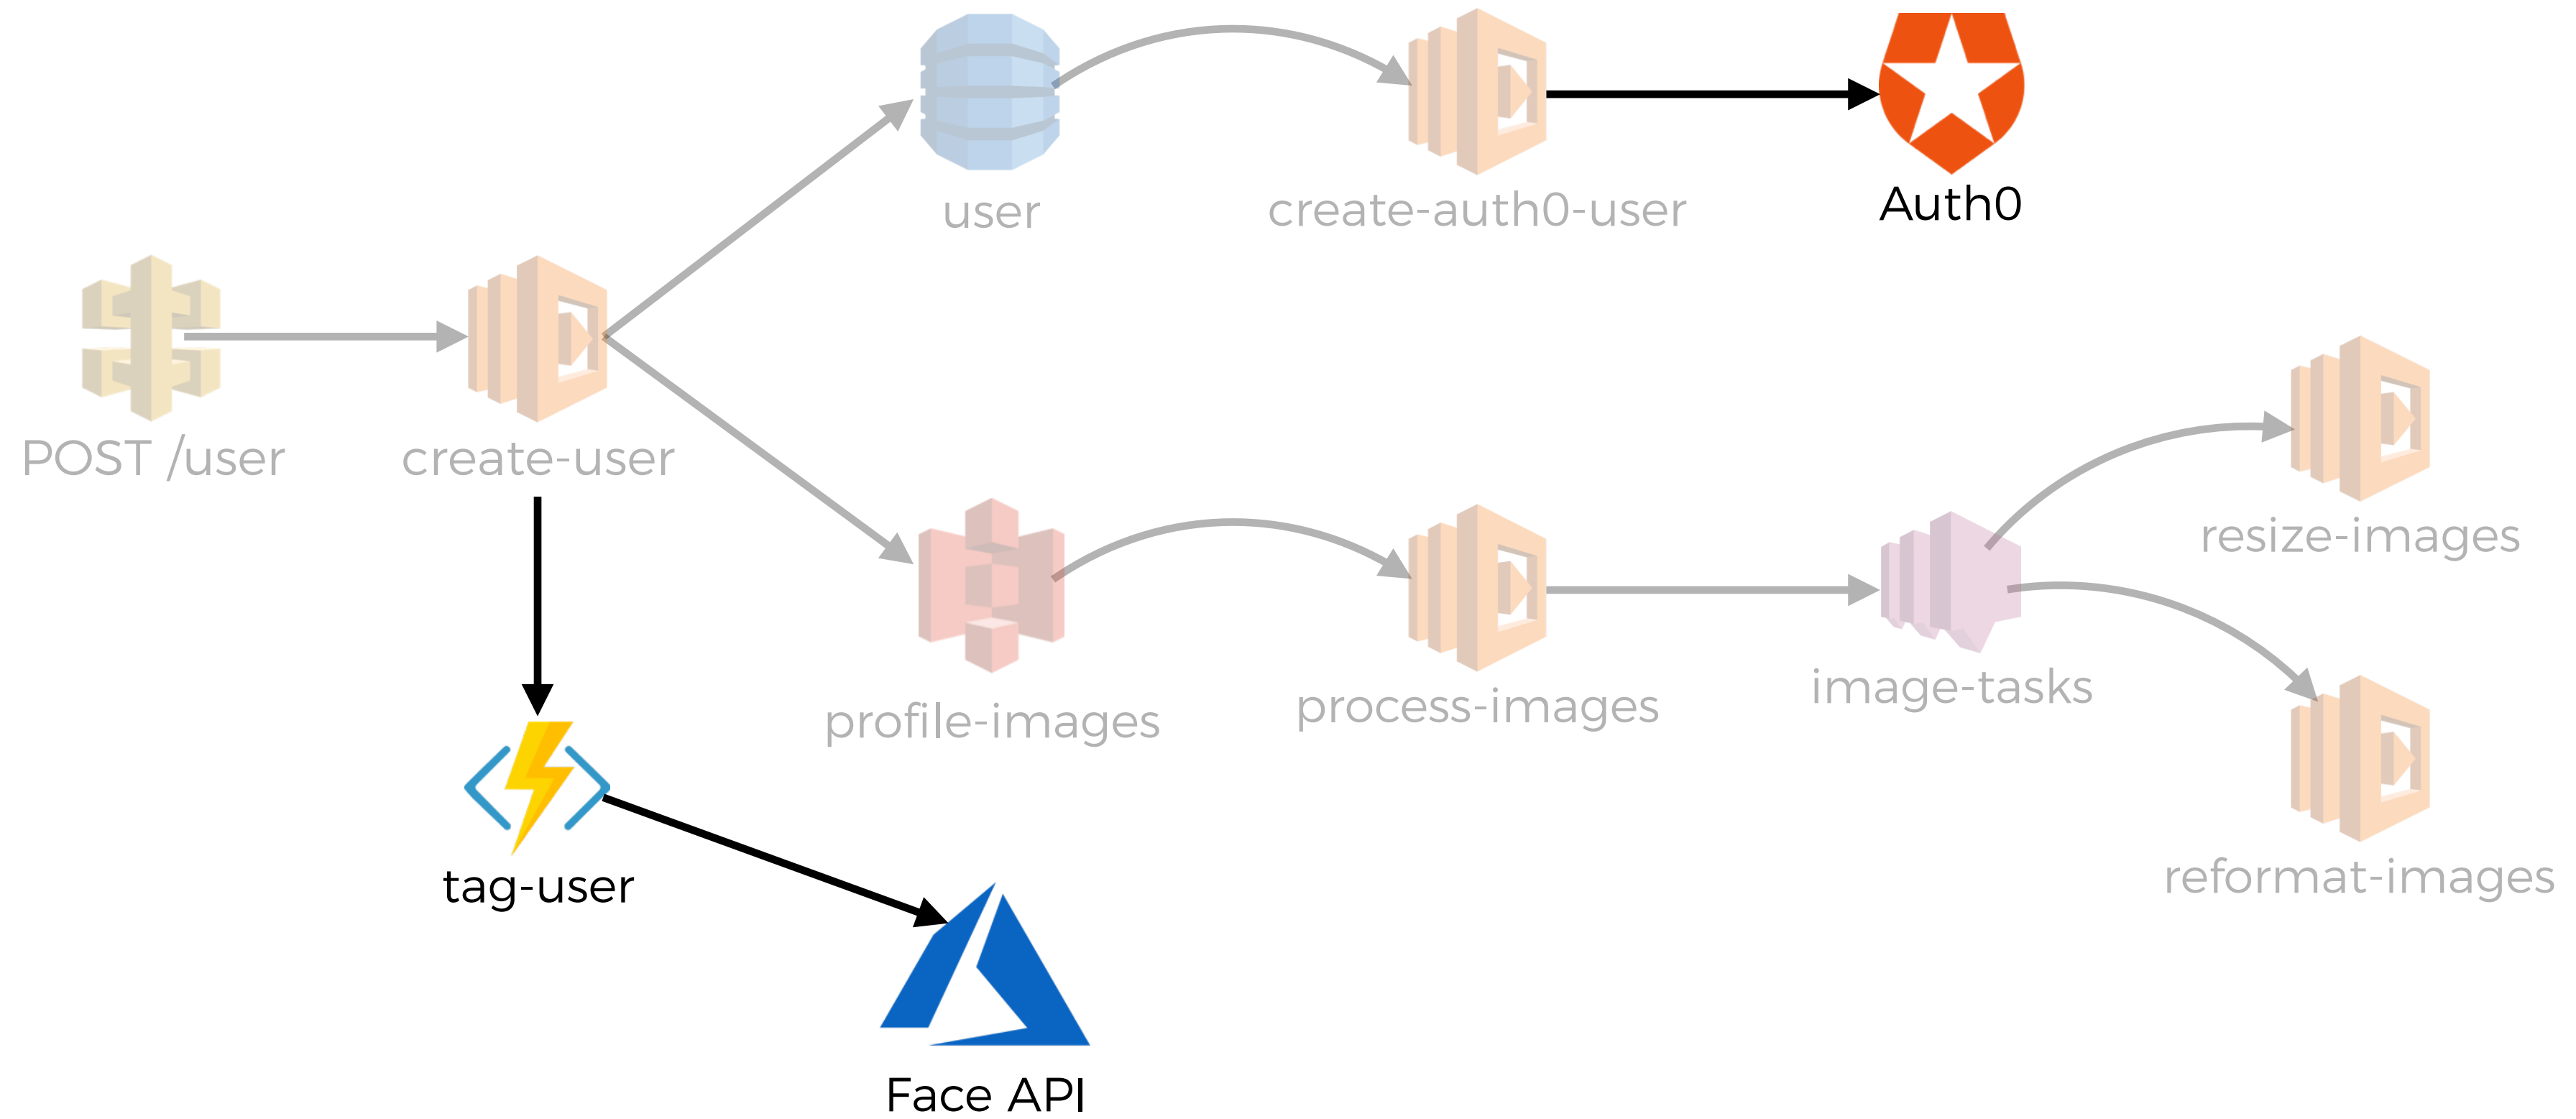 user
create-auth0-user
Auth0
POST /user
create-user
resize-images
profile-images
process-images
image-tasks
tag-user
reformat-images
Face API